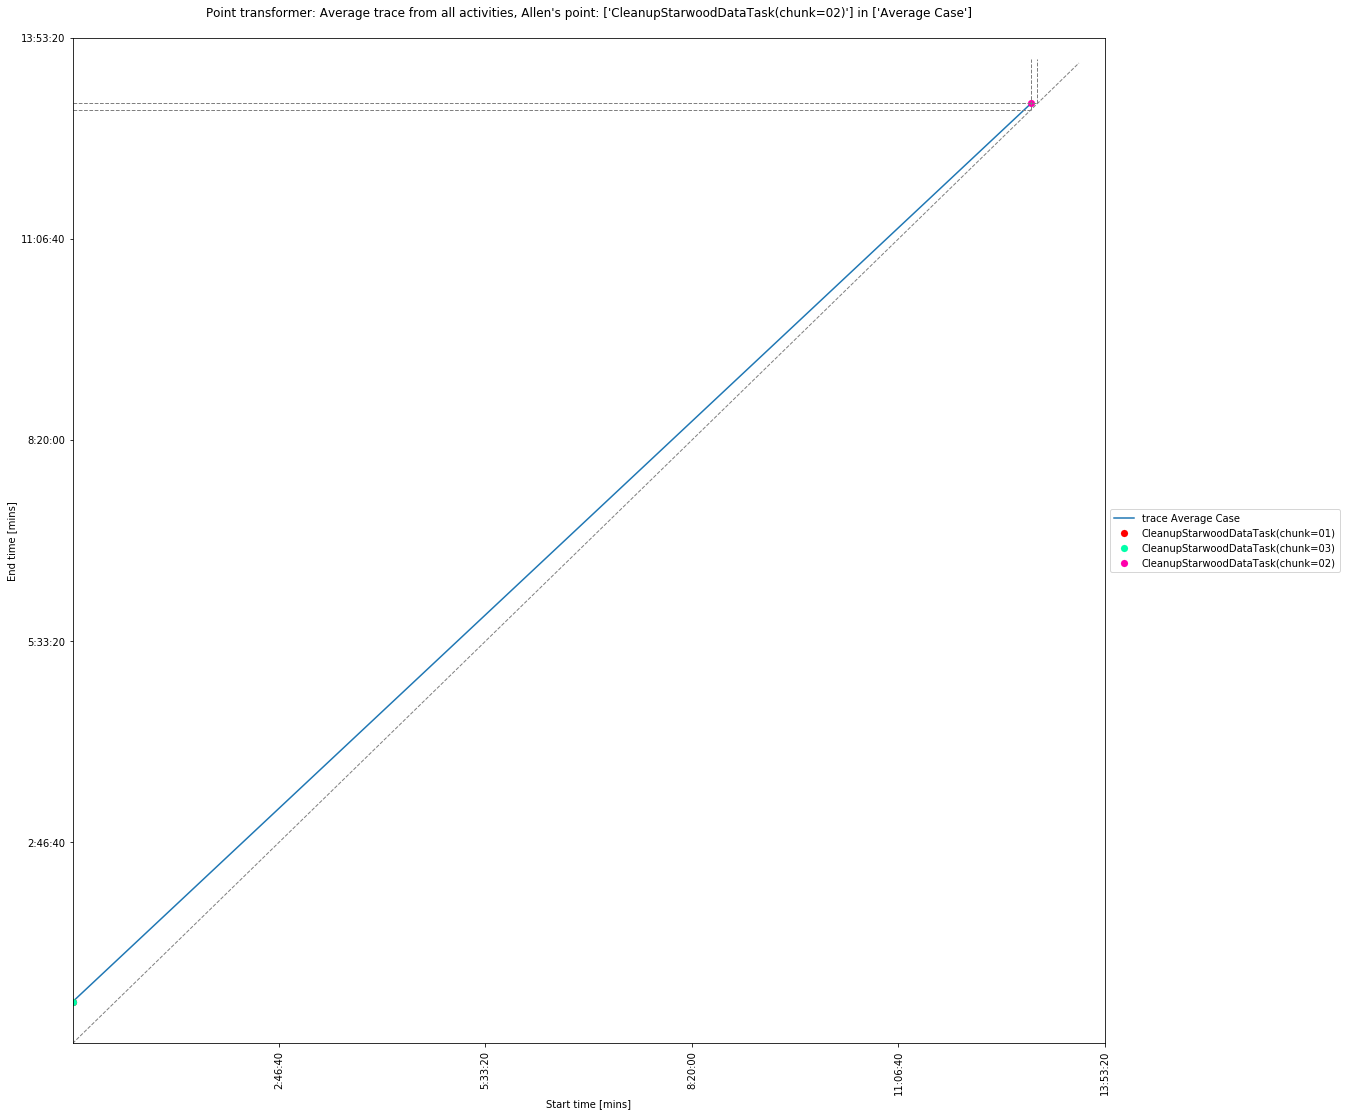 Point transformer: Average trace from all activities, Allen's point: ['CleanupStarwoodDataTask(chunk=02)'] in ['Average Case']
13:53:20
11:06:40
8:20:00
5:33:20
2:46:40
End time [mins]
trace Average Case
CleanupStarwoodDataTask(chunk=01)
CleanupStarwoodDataTask(chunk=03)
CleanupStarwoodDataTask(chunk=02)
2:46:40
5:33:20
8:20:00
11:06:40
13:53:20
Start time [mins]